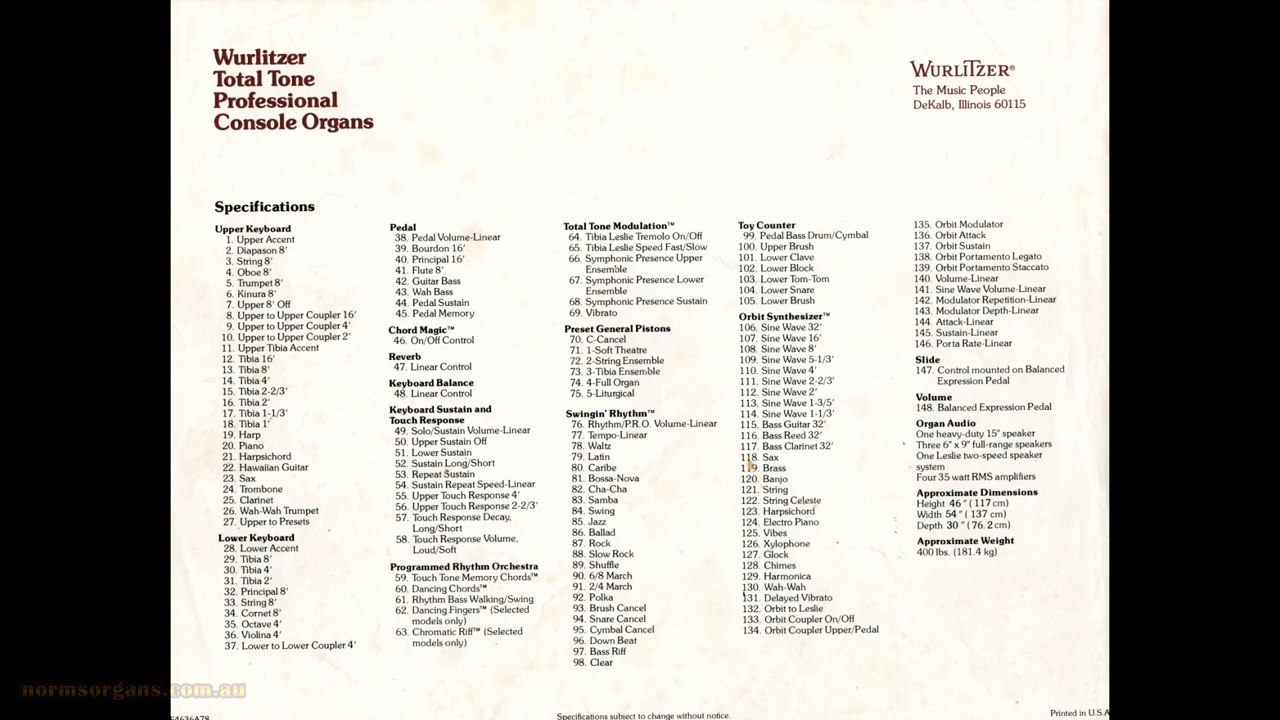 Wurlitzer
Total Tone
Professional
Console Organs
WURLITZER®
The Music People
DeKalb, Illinois 60115
Specifications
Upper Keyboard
1. Upper Accent
2. Diapason 8'
3. String 8'
4. Oboe 8'
5. Trumpet 8'
6. Kinura 8'
7. Upper 8' Off
8. Upper to Upper Coupler 16'
9. Upper to Upper Coupler 4'
10. Upper to Upper Coupler 2'
11. Upper Tibia Accent
12. Tibia 16'
13. Tibia 8'
14. Tibia 4'
15. Tibia 2-2/3'
16. Tibia 2'
17. Tibia 1-1/3'
18. Tibia 1'
19. Harp
20. Piano
21. Harpsichord
22. Hawaiian Guitar
23. Sax
24. Trombone
25. Clarinet
26. Wah-Wah Trumpet
27. Upper to Presets
Lower Keyboard
28. Lower Accent
29. Tibia 8'
30. Tibia 4'
31. Tibia 2'
32. Principal 8'
33. String 8'
34. Cornet 8'
35. Octave 4'
36. Violina 4'
37. Lower to Lower Coupler 4'
Pedal
38. Pedal Volume-Linear
39. Bourdon 16'
40. Principal 16'
41. Flute 8'
42. Guitar Bass
43. Wah Bass
44. Pedal Sustain
45. Pedal Memory
Chord Magic™
46. On/Off Control
Reverb
47. Linear Control
Keyboard Balance
48. Linear Control
Keyboard Sustain and
Touch Response
49. Solo/Sustain Volume-Linear
50. Upper Sustain Off
51. Lower Sustain
52. Sustain Long/Short
53. Repeat Sustain
54. Sustain Repeat Speed-Linear
55. Upper Touch Response 4'
56. Upper Touch Response 2-2/3'
57. Touch Response Decay,
Long/Short
58. Touch Response Volume,
Loud/Soft
Programmed Rhythm Orchestra
59. Touch Tone Memory Chords™
60. Dancing Chords™
61. Rhythm Bass Walking/Swing
62. Dancing Fingers™ (Selected
models only)
63. Chromatic Riff™ (Selected
models only)
Total Tone Modulation™
64. Tibia Leslie Tremolo On/Off
65. Tibia Leslie Speed Fast/Slow
66. Symphonic Presence Upper
Ensemble
67. Symphonic Presence Lower
Ensemble
68. Symphonic Presence Sustain
69. Vibrato
Preset General Pistons
70. C-Cancel
71. 1-Soft Theatre
72. 2-String Ensemble
73. 3-Tibia Ensemble
74. 4-Full Organ
75. 5-Liturgical
Swingin' Rhythm™
76. Rhythm/P.R.O. Volume-Linear
77. Tempo-Linear
78. Waltz
79. Latin
80. Caribe
81. Bossa-Nova
82. Cha-Cha
83. Samba
84. Swing
85. Jazz
86. Ballad
87. Rock
88. Slow Rock
89. Shuffle
90. 6/8 March
91. 2/4 March
92. Polka
93. Brush Cancel
94. Snare Cancel
95. Cymbal Cancel
96. Down Beat
97. Bass Riff
98. Clear
Toy Counter
99. Pedal Bass Drum/Cymbal
100. Upper Brush
101. Lower Clave
102. Lower Block
103. Lower Tom-Tom
104. Lower Snare
105. Lower Brush
Orbit Synthesizer™
106. Sine Wave 32'
107. Sine Wave 16'
108. Sine Wave 8'
109. Sine Wave 5-1/3'
110. Sine Wave 4'
111. Sine Wave 2-2/3'
112. Sine Wave 2'
113. Sine Wave 1-3/5'
114. Sine Wave 1-1/3'
115. Bass Guitar 32'
116. Bass Reed 32'
117. Bass Clarinet 32'
118. Sax
119. Brass
120. Banjo
121. String
122. String Celeste
123. Harpsichord
124. Electro Piano
125. Vibes
126. Xylophone
127. Glock
128. Chimes
129. Harmonica
130. Wah-Wah
131. Delayed Vibrato
132. Orbit to Leslie
133. Orbit Coupler On/Off
134. Orbit Coupler Upper/Pedal
135. Orbit Modulator
136. Orbit Attack
137. Orbit Sustain
138. Orbit Portamento Legato
139. Orbit Portamento Staccato
140. Volume-Linear
141. Sine Wave Volume-Linear
142. Modulator Repetition-Linear
143. Modulator Depth-Linear
144. Attack-Linear
145. Sustain-Linear
146. Porta Rate-Linear
Slide
147. Control mounted on Balanced
Expression Pedal
Volume
148. Balanced Expression Pedal
Organ Audio
One heavy-duty 15" speaker
Three 6" x 9" full-range speakers
One Leslie two-speed speaker
system
Four 35 watt RMS amplifiers
Approximate Dimensions
Height 46" (117 cm)
Width 54" (137 cm)
Depth 30" (76.2 cm)
Approximate Weight
400 lbs. (181.4 kg)
normsorgans.com.au
Specifications subject to change without notice.
Printed in U.S.A